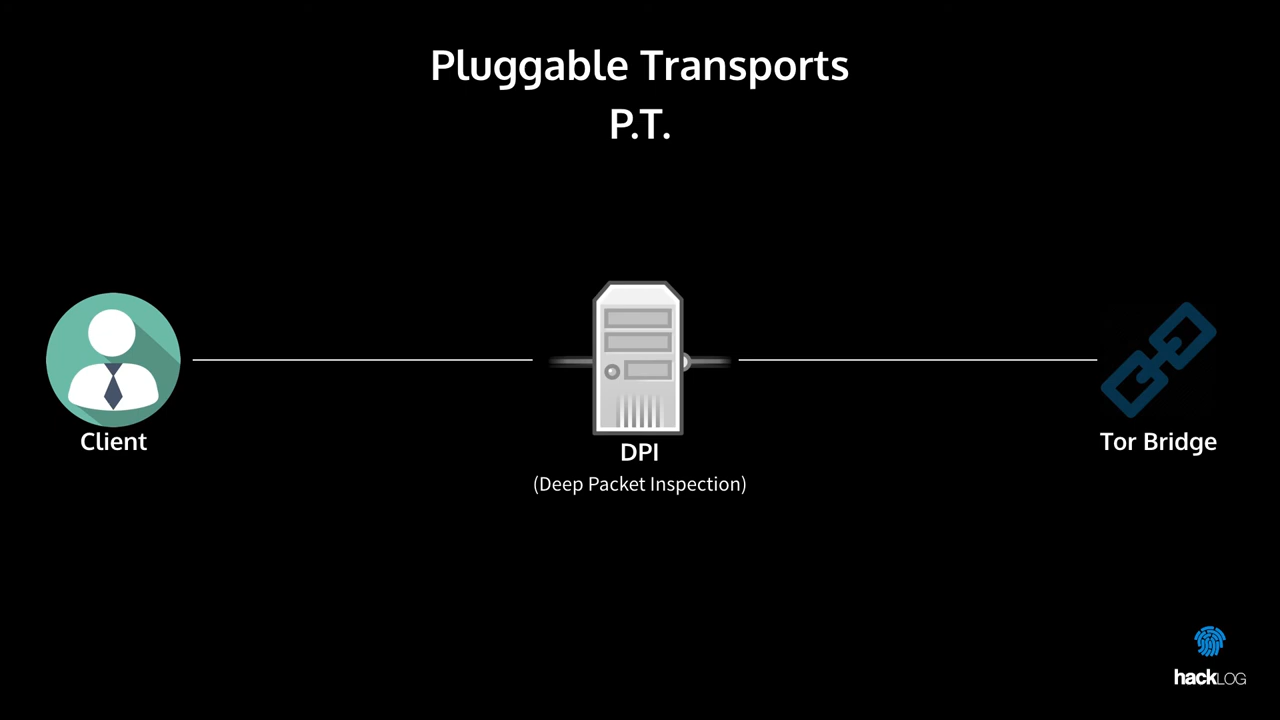 Pluggable Transports
P.T.
Client
DPI
(Deep Packet Inspection)
Tor Bridge
hackLOG